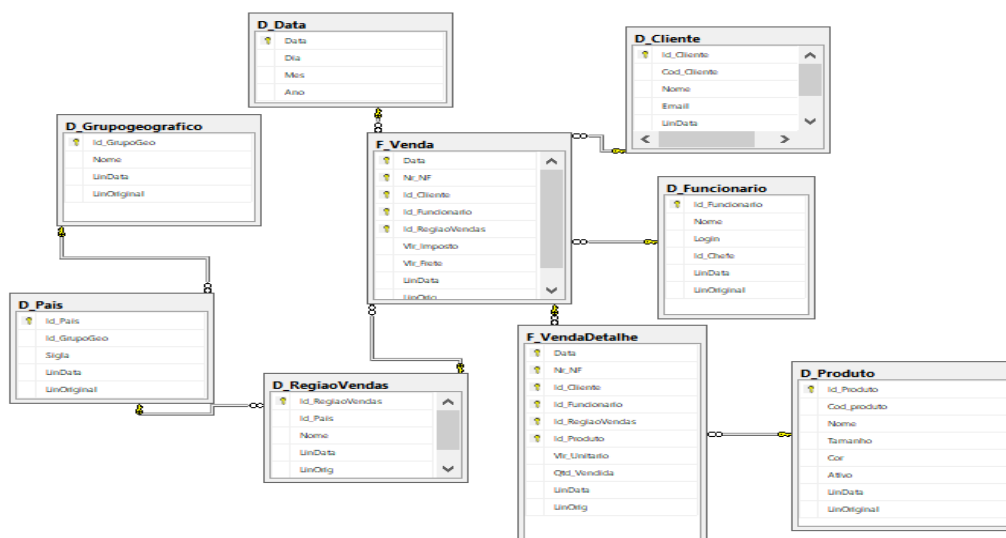 D_Data
Data
Dia
Mes
Ano
D_Cliente
Id_Cliente
Cod_Cliente
Nome
Email
LinData
D_Grupogeografico
Id_GrupoGeo
Nome
LinData
LinOriginal
F_Venda
Data
Nr_NF
Id_Cliente
Id_Funcionario
Id_RegiaoVendas
Vlr_Imposto
Vlr_Frete
LinData
LinOrig
D_Funcionario
Id_Funcionario
Nome
Login
Id_Chefe
LinData
LinOriginal
D_Pais
Id_Pais
Id_GrupoGeo
Sigla
LinData
LinOriginal
D_RegiaoVendas
Id_RegiaoVendas
Id_Pais
Nome
LinData
LinOrig
F_VendaDetalhe
Data
Nr_NF
Id_Cliente
Id_Funcionario
Id_RegiaoVendas
Id_Produto
Vlr_Unitario
Qtd_Vendida
LinData
LinOrig
D_Produto
Id_Produto
Cod_produto
Nome
Tamanho
Cor
Ativo
LinData
LinOriginal